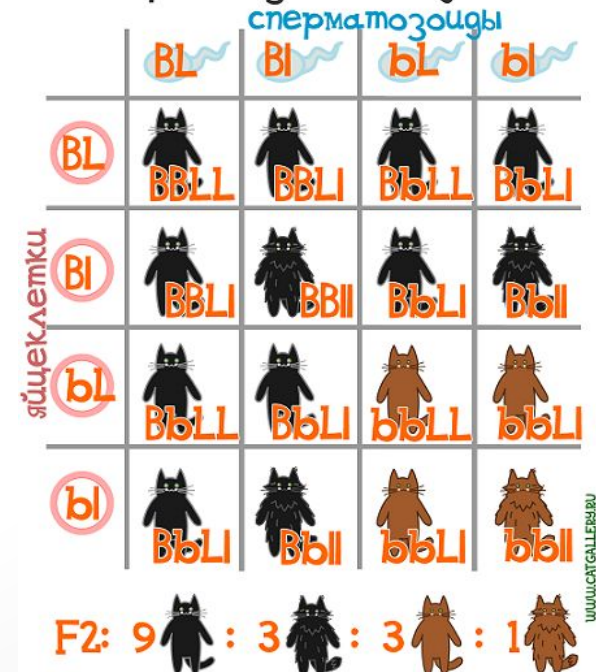 сперматозоиды
BL Bl bL bl
BL BBLL BBLl BbLL BbLl
Bl BBLl BBll BbLl Bbll
bL BbLL BbLl bbLL bbLl
bl BbLl Bbll bbLl bbll
яйцеклетки
WWW.CATGALLERY.RU
F2: 9 : 3 : 3 : 1